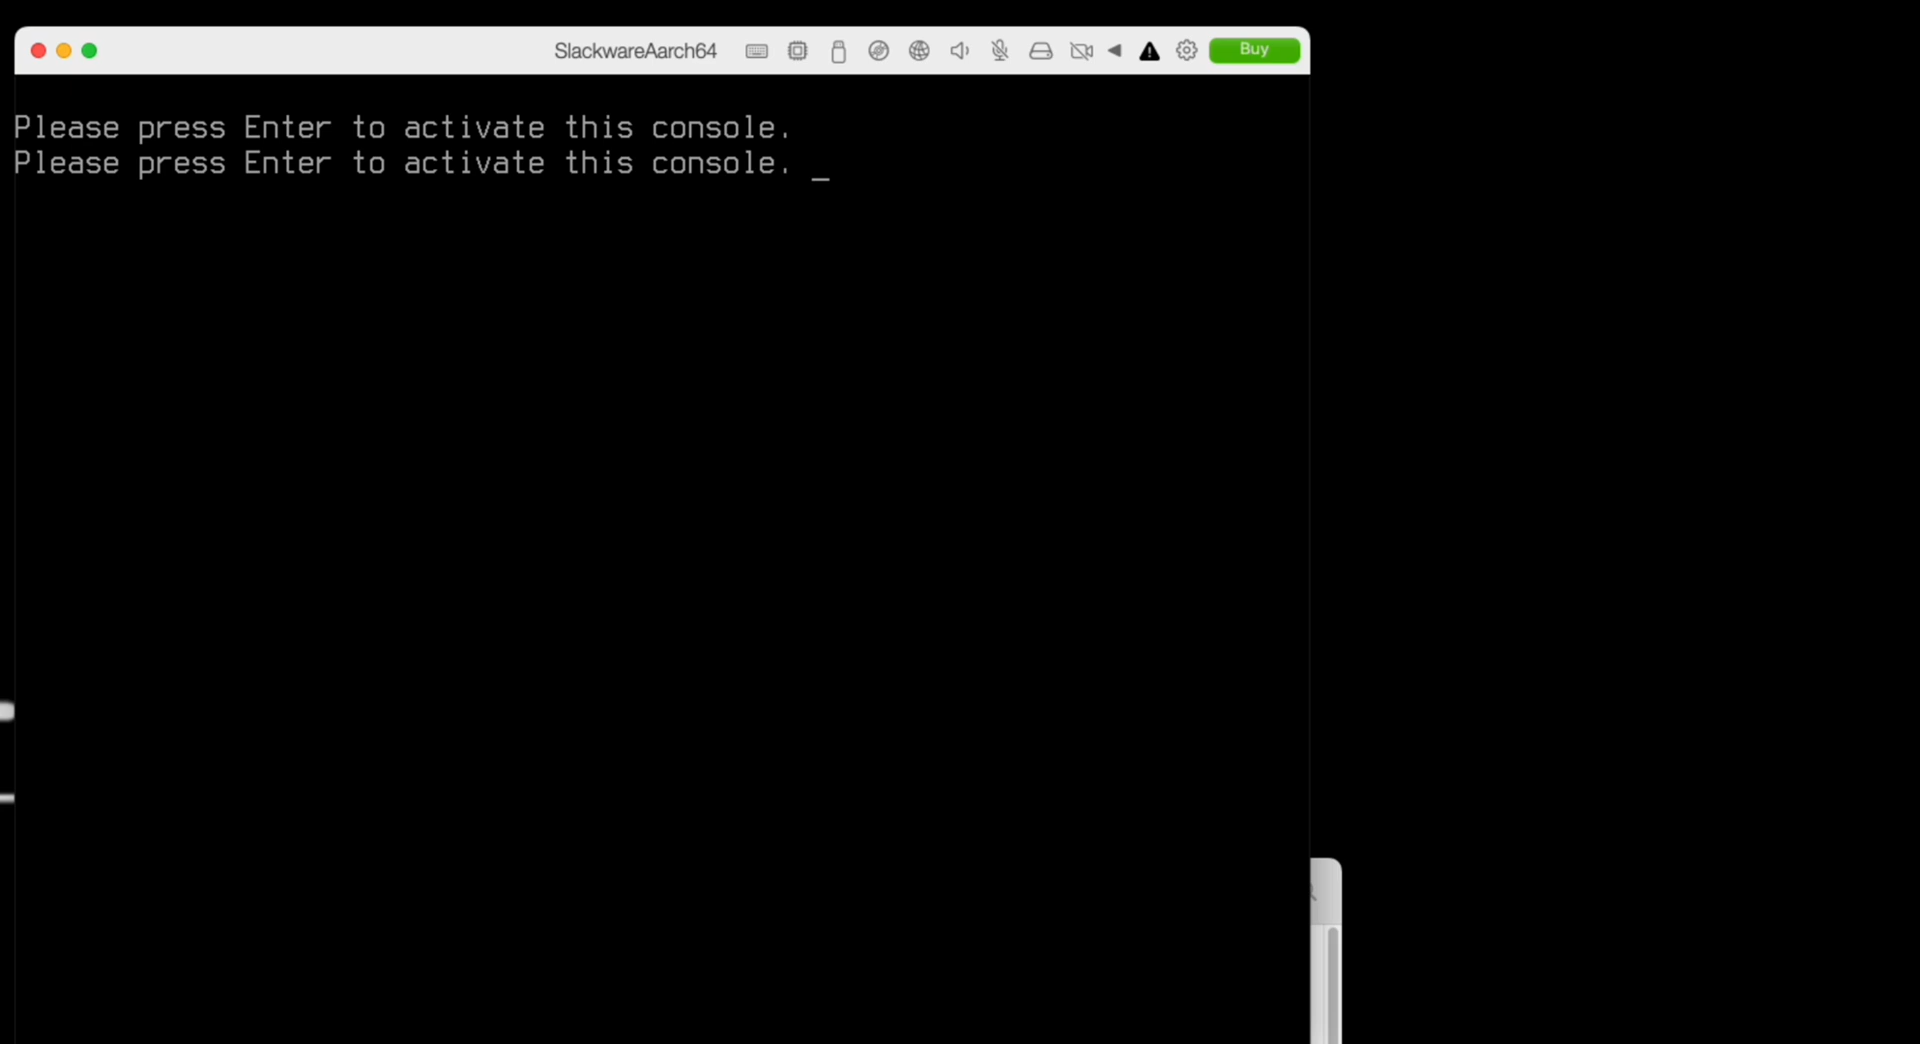 SlackwareAarch64
Buy
Please press Enter to activate this console.
Please press Enter to activate this console. _